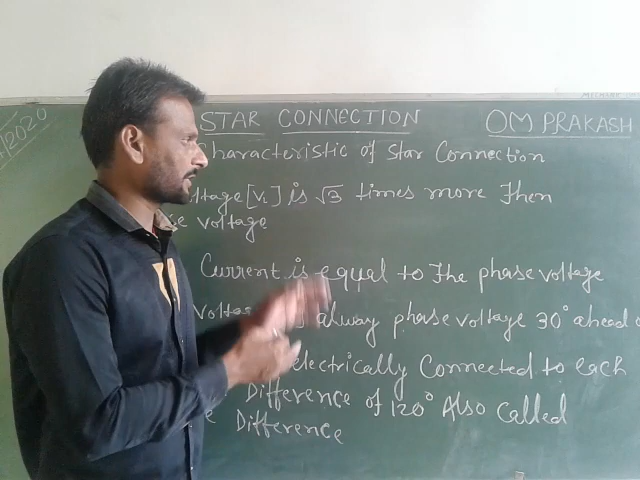 /2020
STAR CONNECTION
OM PRAKASH
Characteristic of Star Connection
ltage [VL] is √3 times more Then
voltage
Current is equal to The phase voltage
Voltag alway phase voltage 30° ahead o
electrically Connected to each
Difference of 120° Also Called
Difference